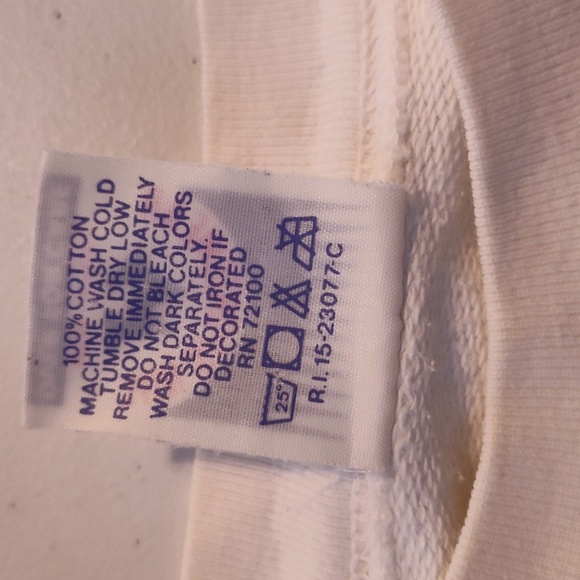 100% COTTON
MACHINE WASH COLD
TUMBLE DRY LOW
REMOVE IMMEDIATELY
DO NOT BLEACH
WASH DARK COLORS
SEPARATELY.
DO NOT IRON IF
DECORATED
RN 72100
25°
R.I. 15-23077-C